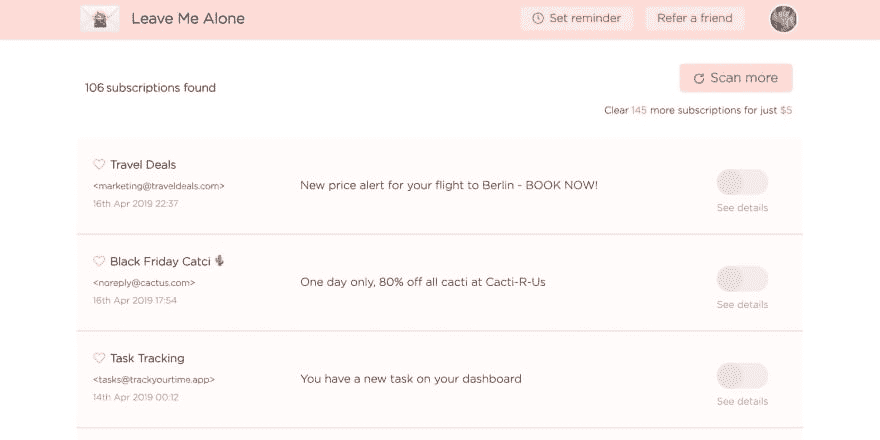 Leave Me Alone
Set reminder
Refer a friend
106 subscriptions found
Scan more
Clear 145 more subscriptions for just $5
Travel Deals
<marketing@traveldeals.com>
16th Apr 2019 22:37
New price alert for your flight to Berlin - BOOK NOW!
See details
Black Friday Catci
<noreply@cactus.com>
16th Apr 2019 17:54
One day only, 80% off all cacti at Cacti-R-Us
See details
Task Tracking
<tasks@trackyourtime.app>
14th Apr 2019 00:12
You have a new task on your dashboard
See details